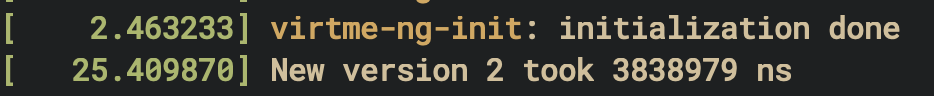 [    2.463233] virtme-ng-init: initialization done
[   25.409870] New version 2 took 3838979 ns